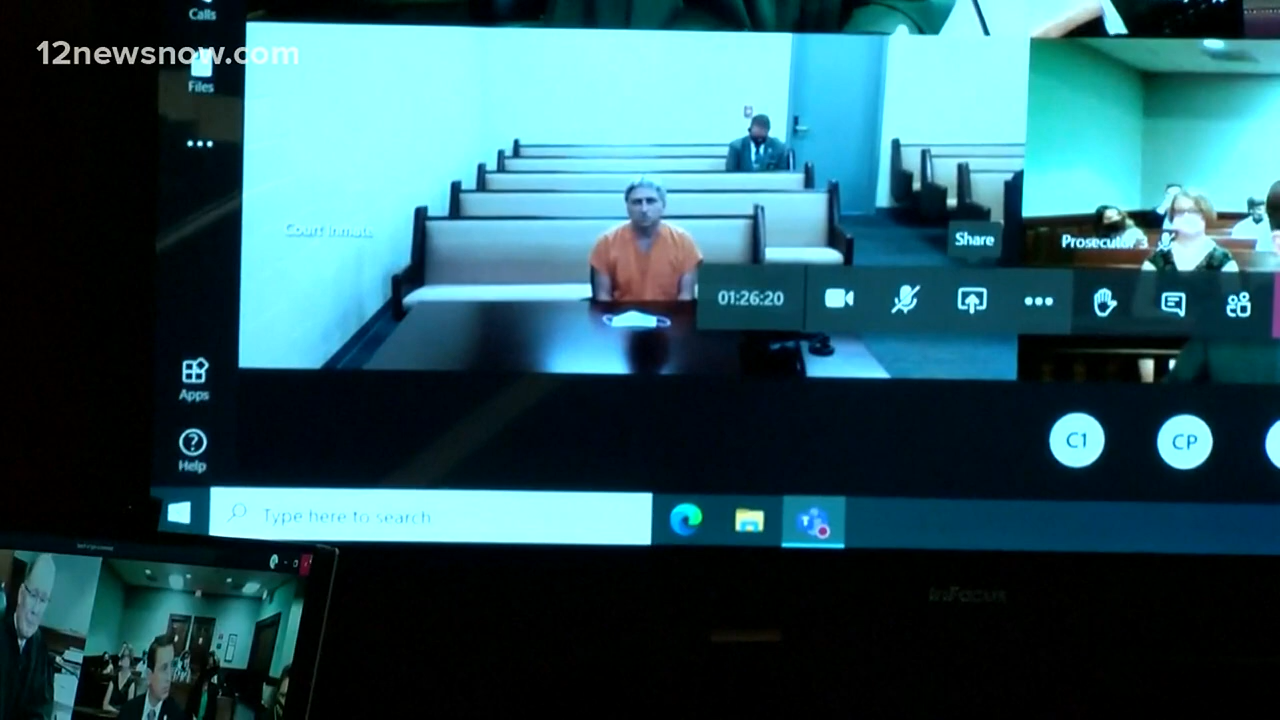 Calls
12newsnow.com
Files
Court Inmate
Share
Prosecutor 3
01:26:20
Apps
C1
CP
Help
Type here to search
InFocus